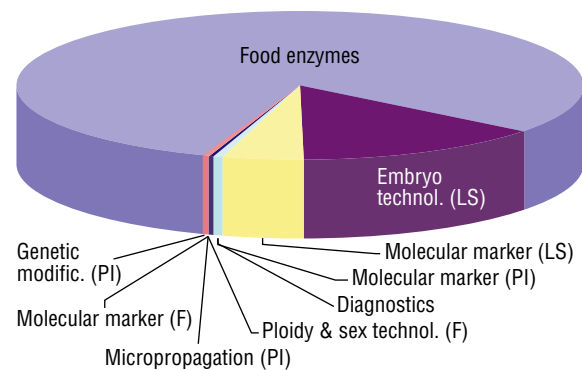 Food enzymes
Embryo
technol. (LS)
Genetic
modific. (PI)
Molecular marker (LS)
Molecular marker (PI)
Molecular marker (F)
Diagnostics
Ploidy & sex technol. (F)
Micropropagation (PI)